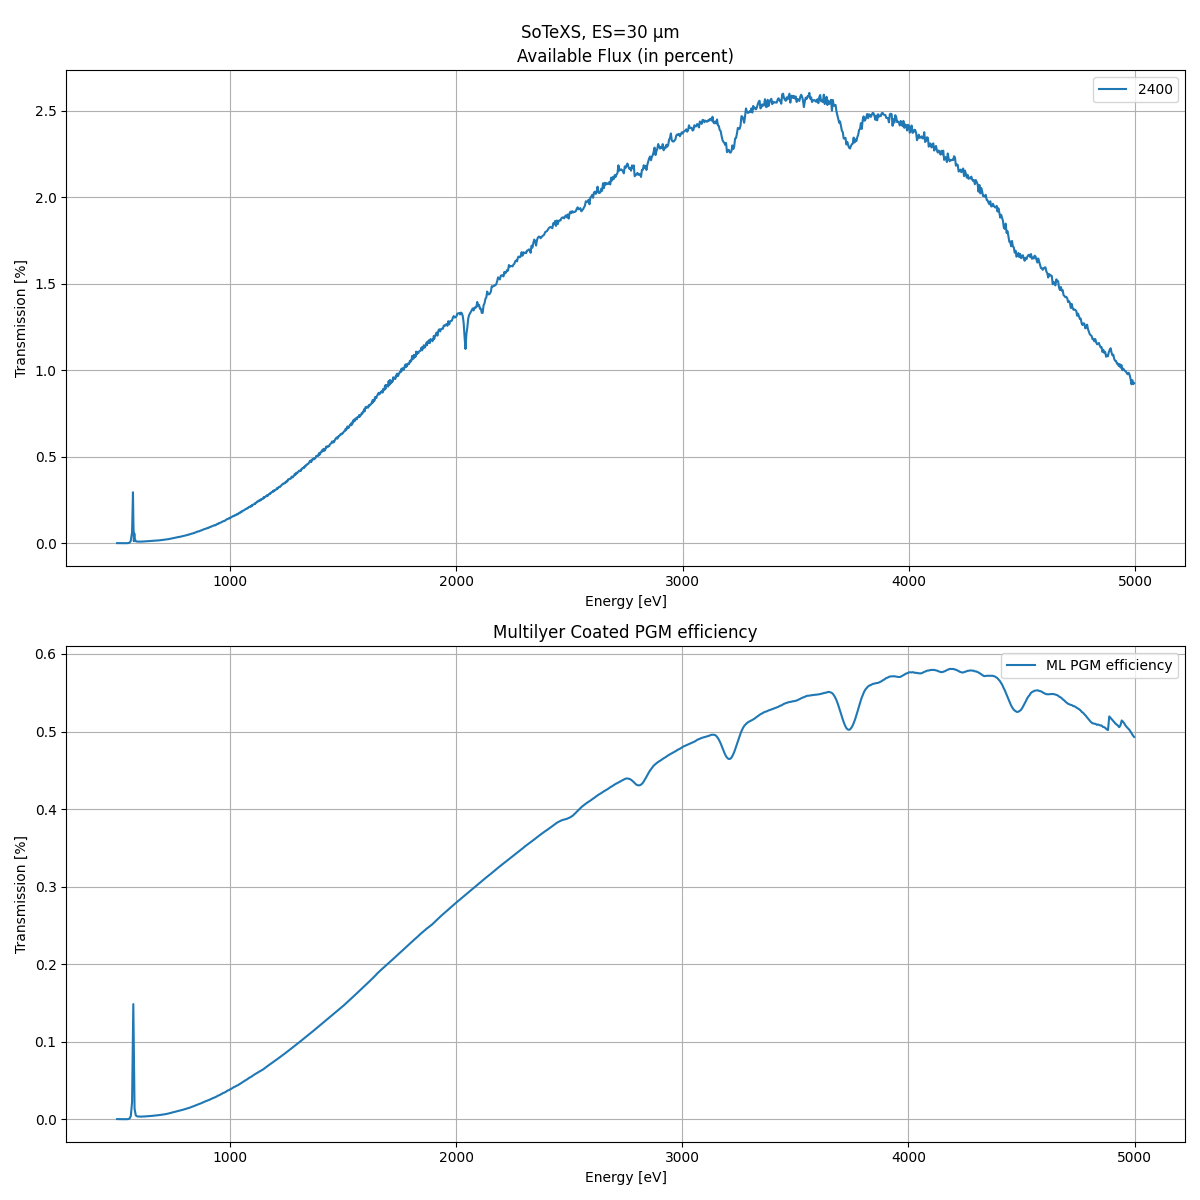 SoTeXS, ES=30 μm
Available Flux (in percent)
2400
2.5
2.0
1.5
1.0
0.5
0.0
Transmission [%]
1000 2000 3000 4000 5000
Energy [eV]
Multilyer Coated PGM efficiency
ML PGM efficiency
0.6
0.5
0.4
0.3
0.2
0.1
0.0
Transmission [%]
1000 2000 3000 4000 5000
Energy [eV]